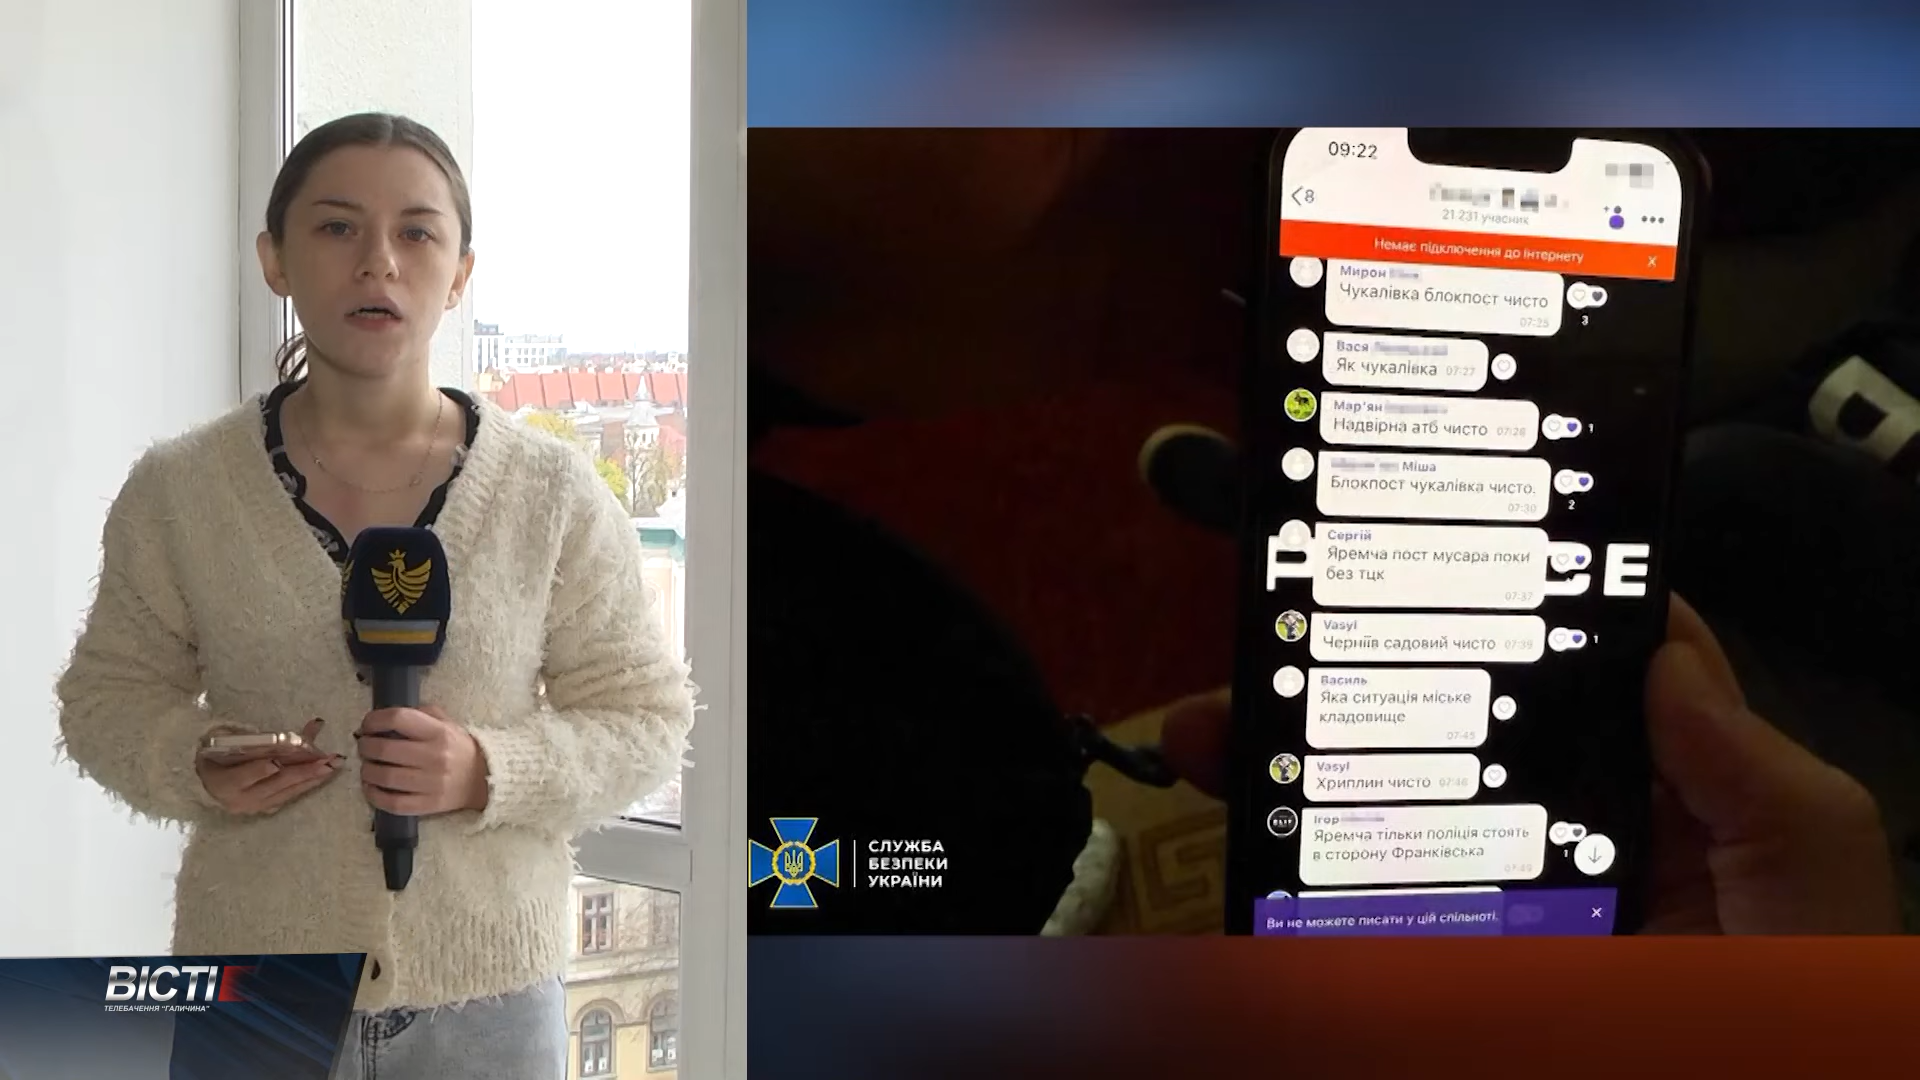 09:22
8
21 231 учасник
Немає підключення до Інтернету
Мирон
Чукалівка блокпост чисто
07:25
3
Вася
Як чукалівка 07:27
Мар'ян
Надвірна атб чисто 07:28
1
Міша
Блокпост чукалівка чисто.
07:30
2
Сергій
Яремча пост мусара поки
без тцк
07:37
Vasyl
Черніїв садовий чисто 07:39
1
Василь
Яка ситуація міське
кладовище
07:45
Vasyl
Хриплин чисто 07:46
Ігор
Яремча тільки поліція стоять
в сторону Франківська
07:49
1
Ви не можете писати у цій спільноті.
СЛУЖБА
БЕЗПЕКИ
УКРАЇНИ
ВІСТІ
ТЕЛЕБАЧЕННЯ "ГАЛИЧИНА"